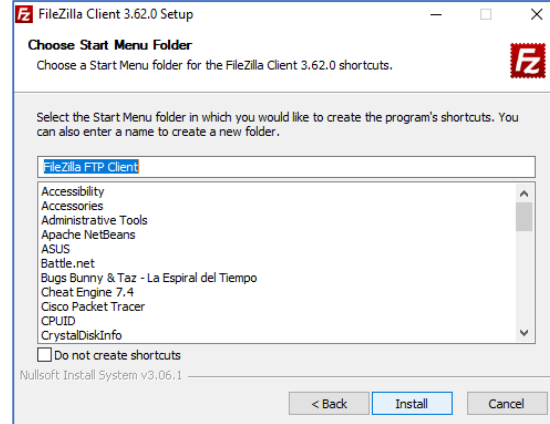 FileZilla Client 3.62.0 Setup
Choose Start Menu Folder
Choose a Start Menu folder for the FileZilla Client 3.62.0 shortcuts.
Fz
Select the Start Menu folder in which you would like to create the program's shortcuts. You
can also enter a name to create a new folder.
FileZilla FTP Client
Accessibility
Accessories
Administrative Tools
Apache NetBeans
ASUS
Battle.net
Bugs Bunny & Taz - La Espiral del Tiempo
Cheat Engine 7.4
Cisco Packet Tracer
CPUID
CrystalDiskInfo
Do not create shortcuts
Nullsoft Install System v3.06.1
< Back
Install
Cancel